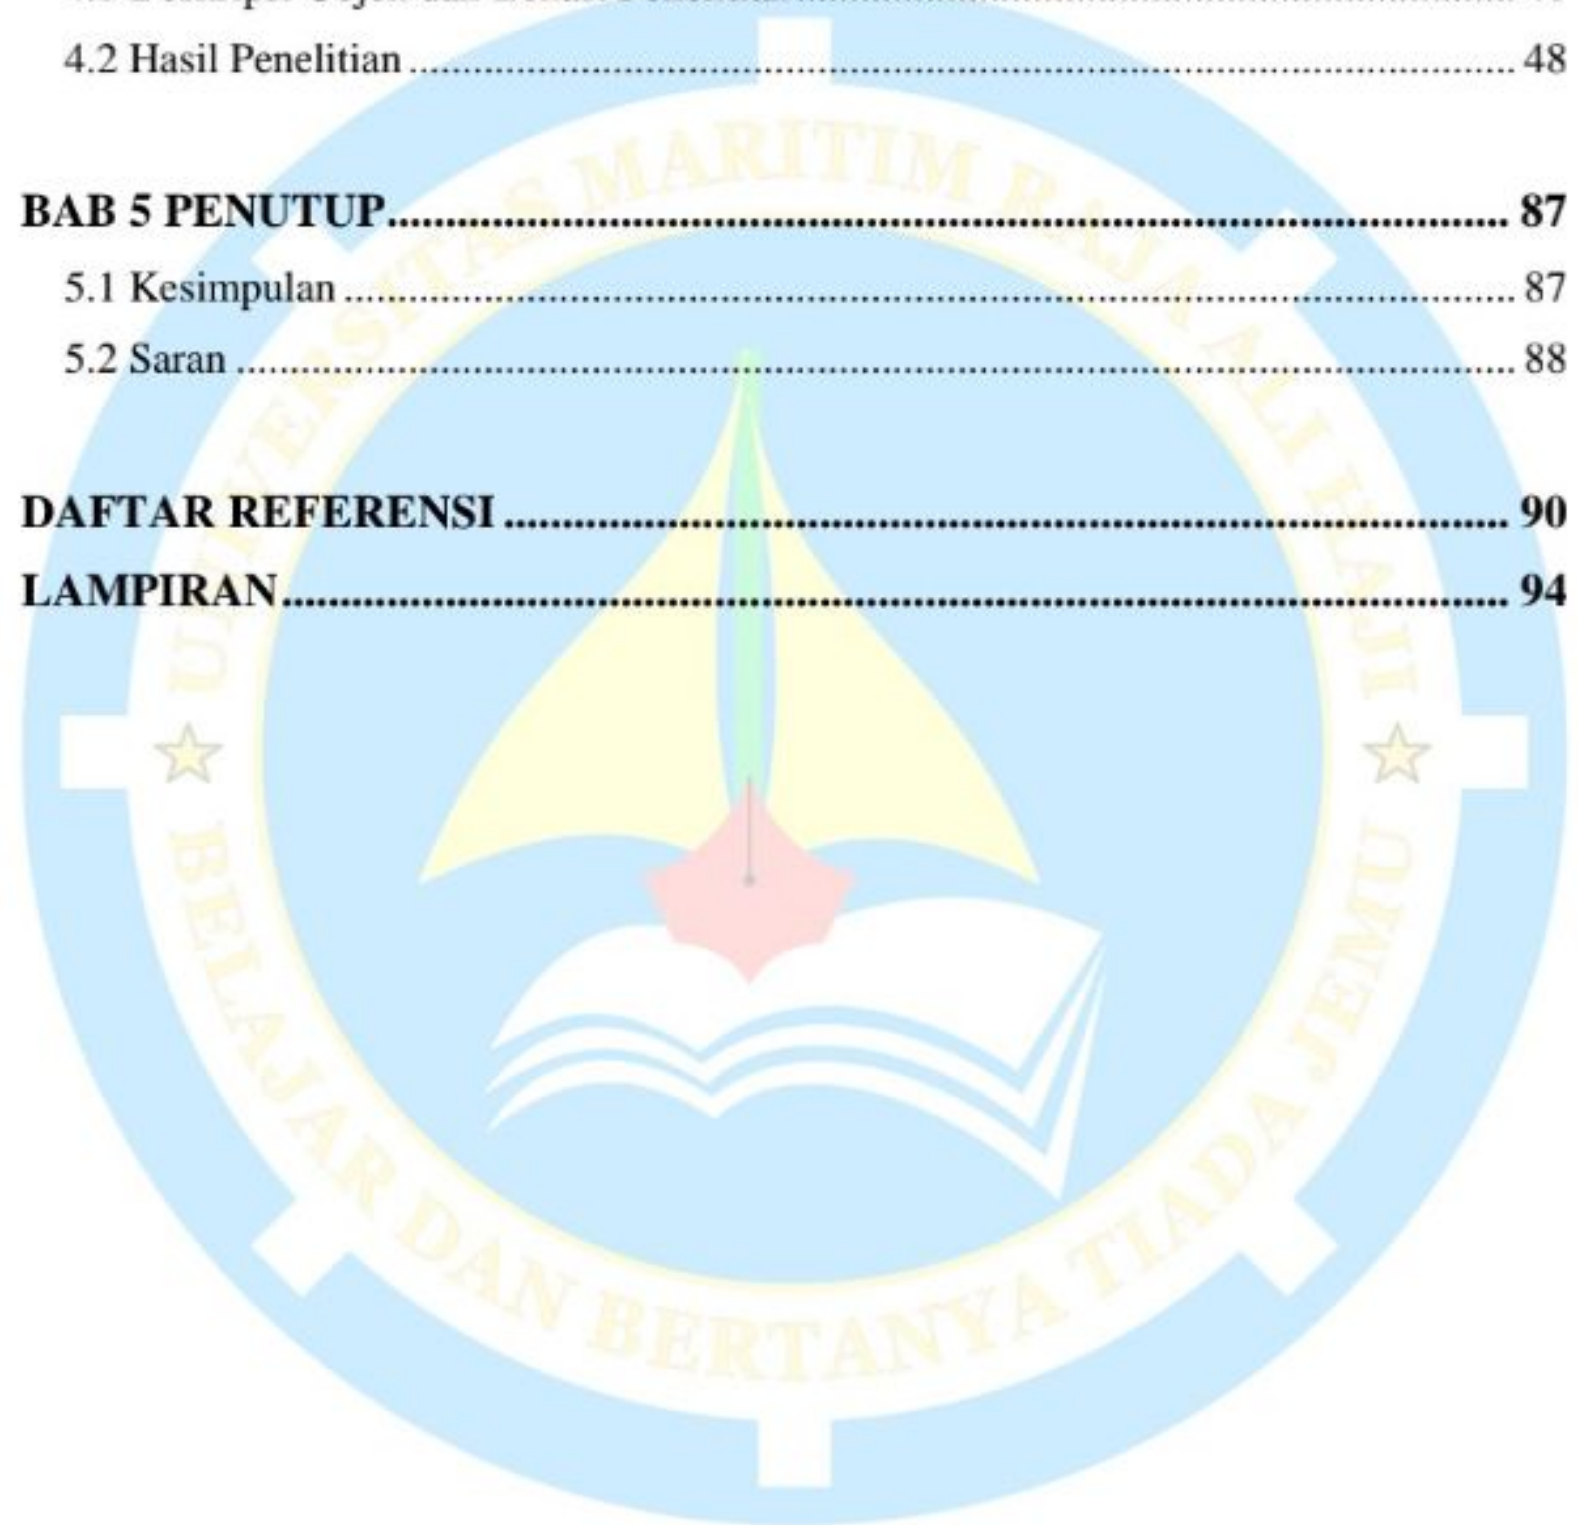 4.2 Hasil Penelitian ........................................ 48
BAB 5 PENUTUP ........................................ 87
5.1 Kesimpulan ........................................ 87
5.2 Saran ........................................ 88
DAFTAR REFERENSI ........................................ 90
LAMPIRAN ........................................ 94
UNIVERSITAS MARITIM RAJA ALI HAJI
BELAJAR DAN BERTANYA TIADA JEMU